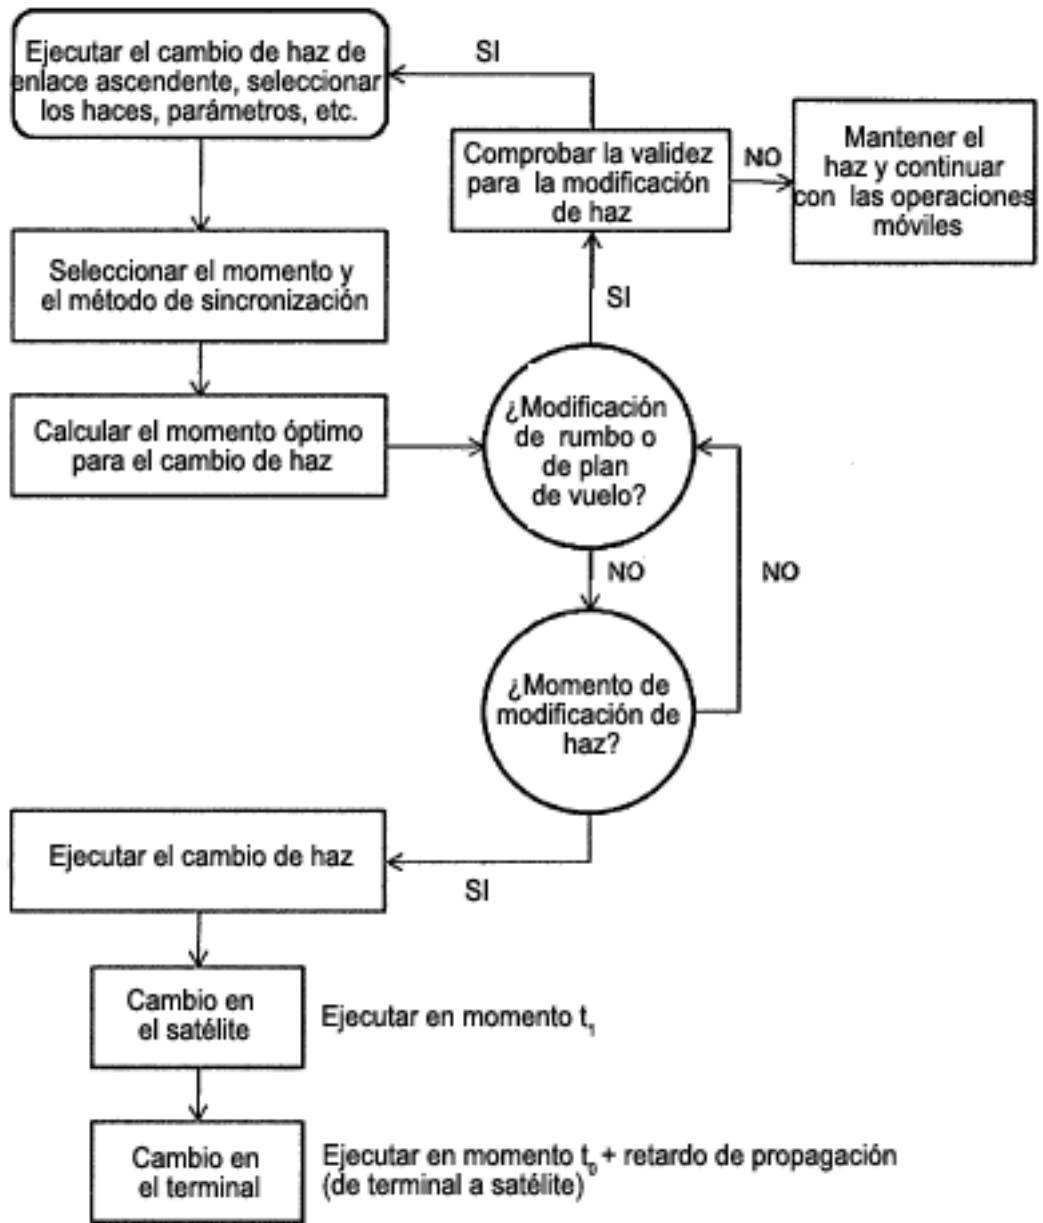 Ejecutar el cambio de haz de
enlace ascendente, seleccionar
los haces, parámetros, etc.
SI
Comprobar la validez
para la modificación
de haz
NO
Mantener el
haz y continuar
con las operaciones
móviles
Seleccionar el momento y
el método de sincronización
SI
Calcular el momento óptimo
para el cambio de haz
¿Modificación
de rumbo o
de plan
de vuelo?
NO
NO
¿Momento de
modificación de
haz?
Ejecutar el cambio de haz
SI
Cambio en
el satélite
Ejecutar en momento t₁
Cambio en
el terminal
Ejecutar en momento t₀ + retardo de propagación
(de terminal a satélite)